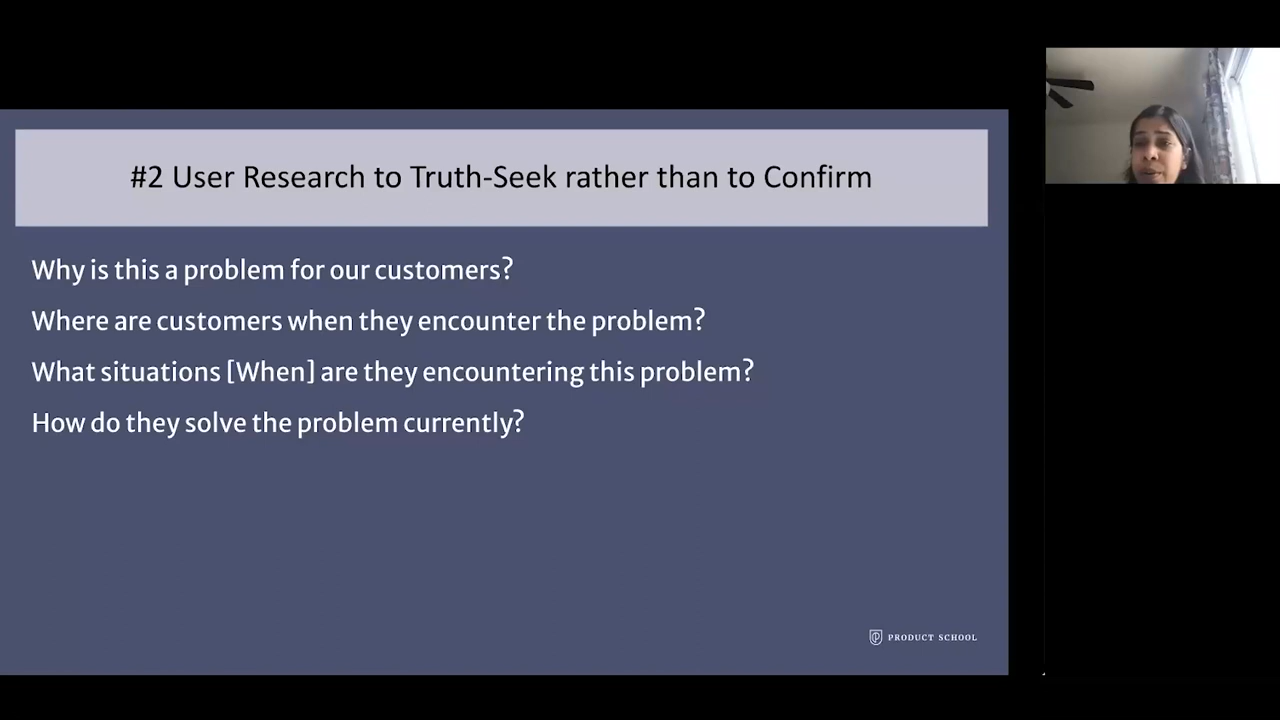 #2 User Research to Truth-Seek rather than to Confirm
Why is this a problem for our customers?
Where are customers when they encounter the problem?
What situations [When] are they encountering this problem?
How do they solve the problem currently?
PRODUCT SCHOOL